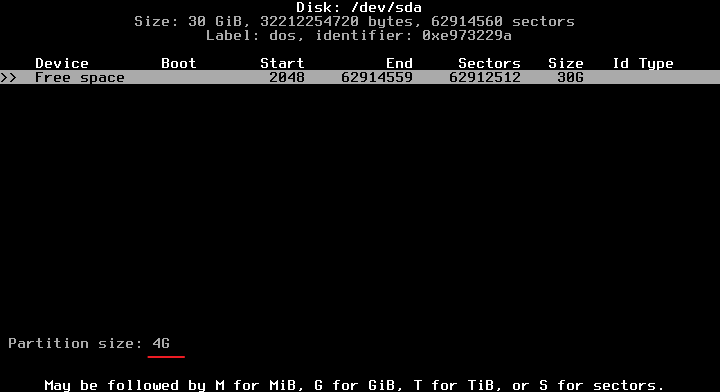 Disk: /dev/sda
Size: 30 GiB, 32212254720 bytes, 62914560 sectors
Label: dos, identifier: 0xe973229a
Device Boot Start End Sectors Size Id Type
>> Free space 2048 62914559 62912512 30G
Partition size: 4G
May be followed by M for MiB, G for GiB, T for TiB, or S for sectors.